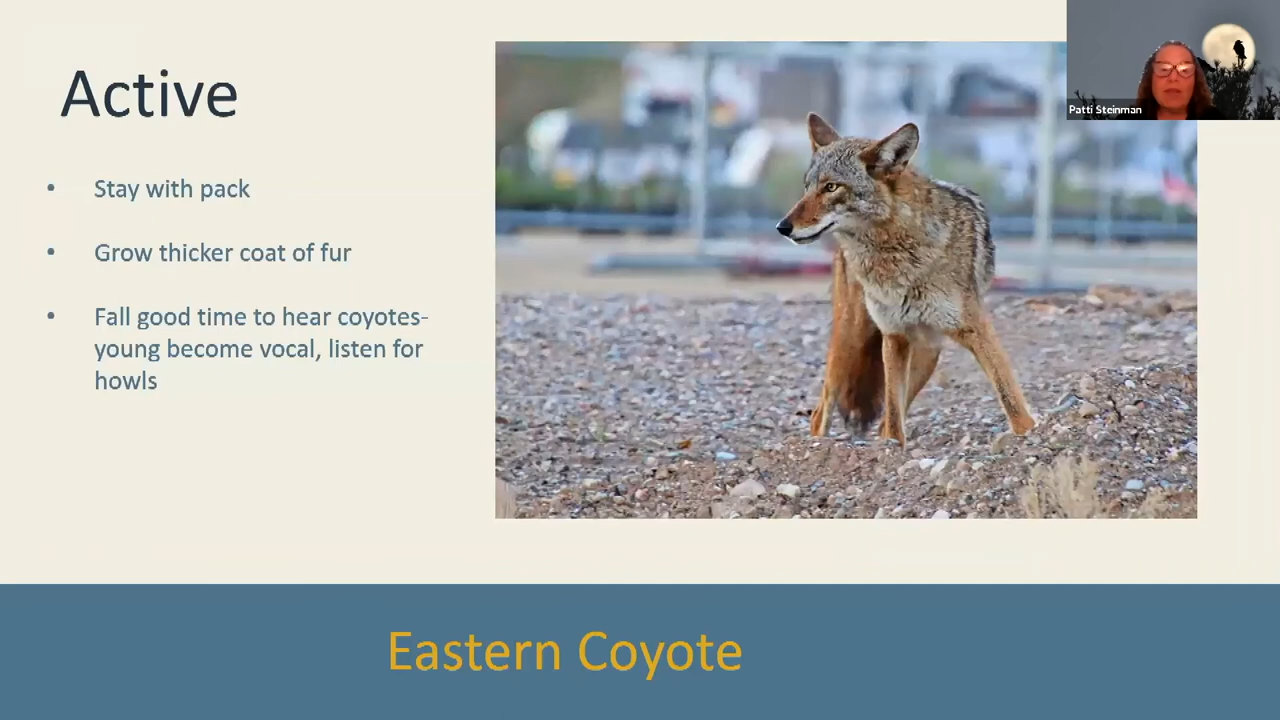 Active
Patti Steinman
• Stay with pack
• Grow thicker coat of fur
• Fall good time to hear coyotes-
young become vocal, listen for
howls
Eastern Coyote